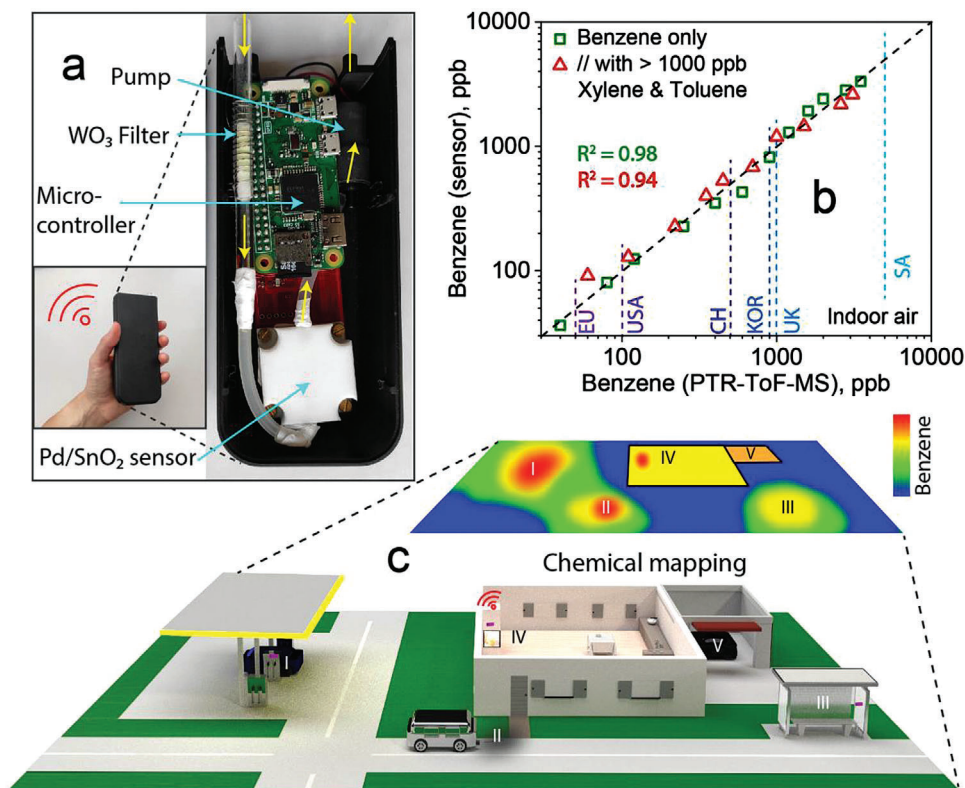 a
Pump
WO₃ Filter
Micro-
controller
Pd/SnO₂ sensor
b
Benzene (sensor), ppb
10000
1000
100
Benzene only
// with > 1000 ppb
Xylene & Toluene
R² = 0.98
R² = 0.94
EU
USA
CH
KOR
UK
SA
Indoor air
100
1000
10000
Benzene (PTR-ToF-MS), ppb
I
II
III
IV
V
Benzene
c
Chemical mapping
I
II
III
IV
V